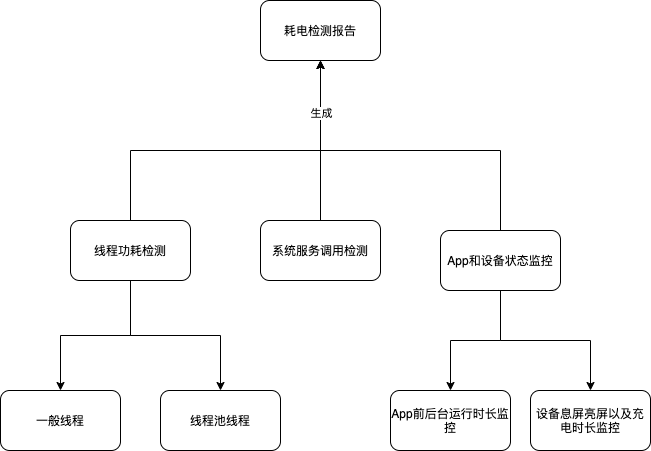 耗电检测报告
生成
线程功耗检测
系统服务调用检测
App和设备状态监控
一般线程
线程池线程
App前后台运行时长监
控
设备息屏亮屏以及充
电时长监控